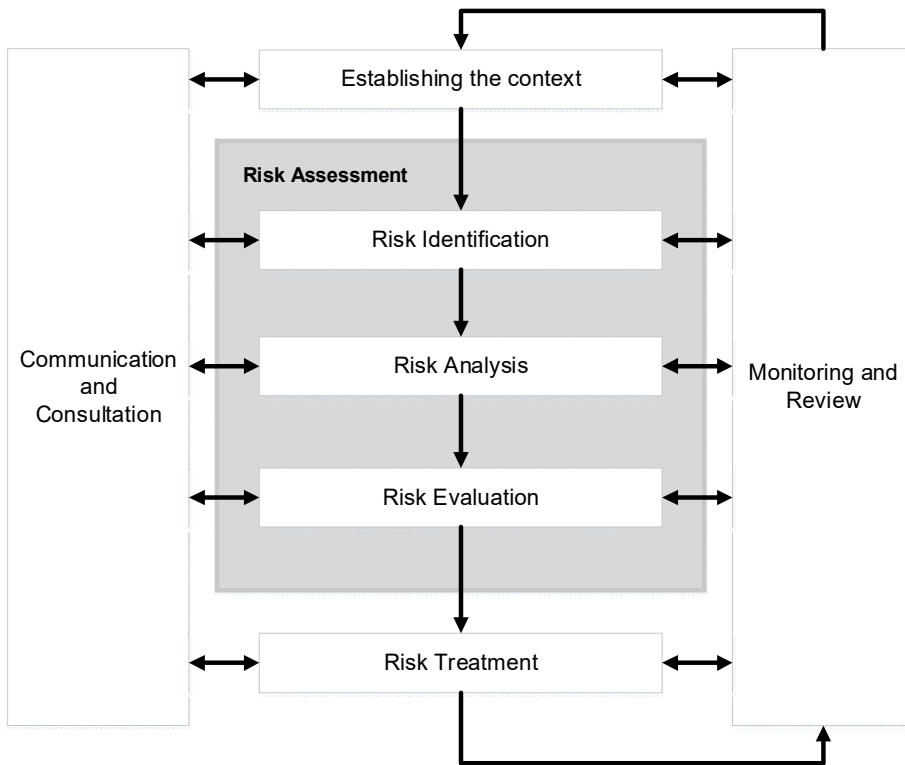 Establishing the context
Risk Assessment
Risk Identification
Risk Analysis
Risk Evaluation
Risk Treatment
Communication
and
Consultation
Monitoring and
Review